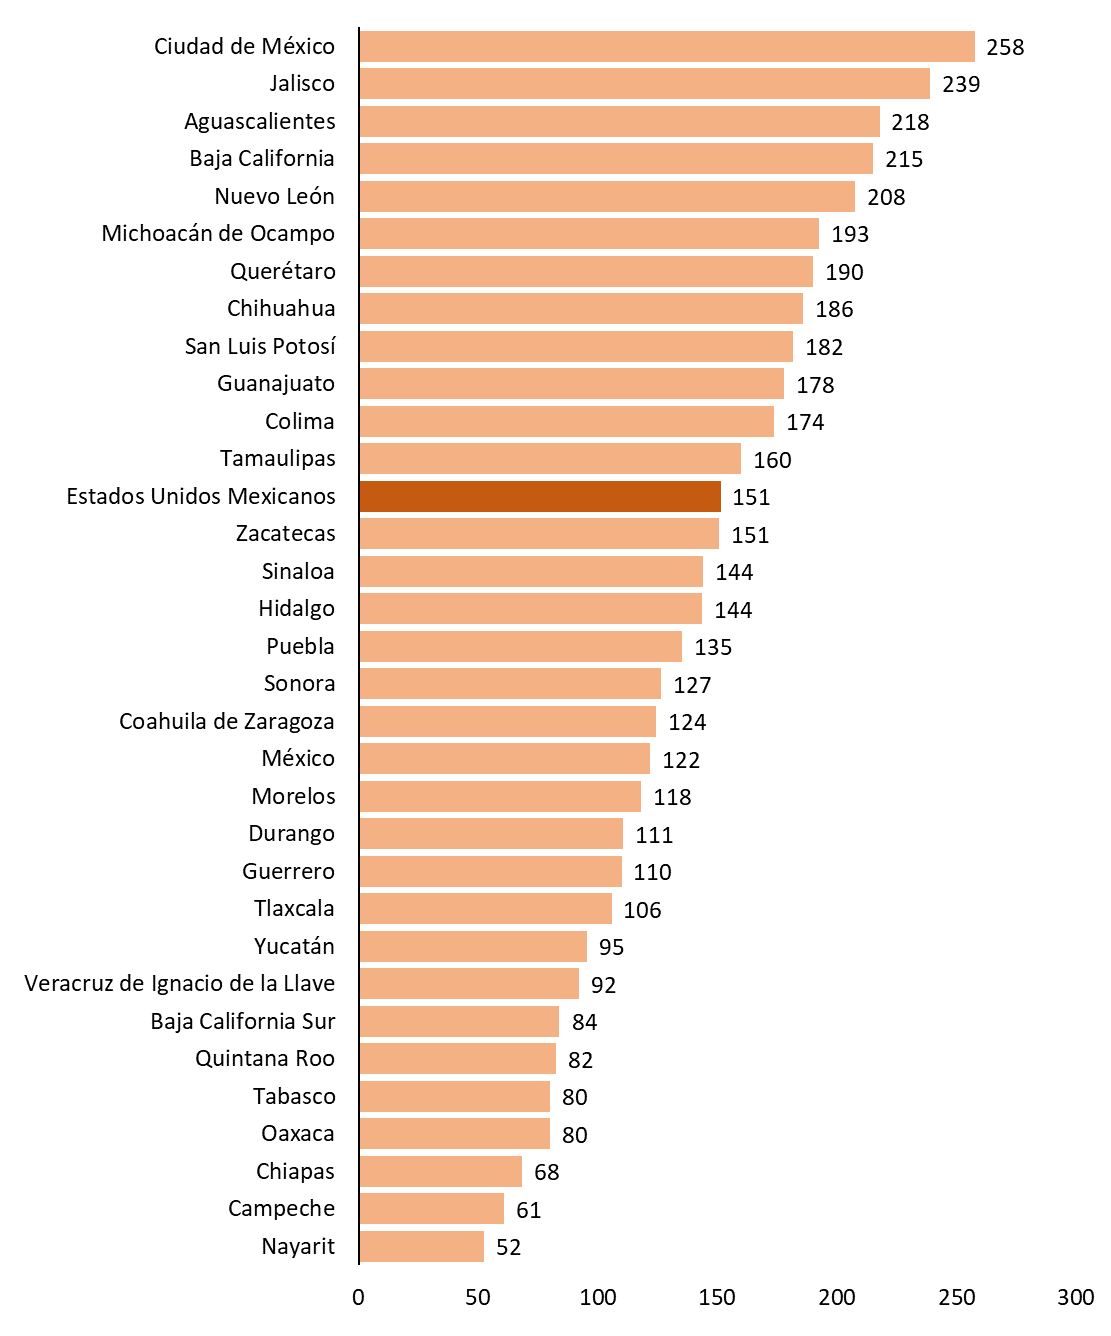 Ciudad de México 258
Jalisco 239
Aguascalientes 218
Baja California 215
Nuevo León 208
Michoacán de Ocampo 193
Querétaro 190
Chihuahua 186
San Luis Potosí 182
Guanajuato 178
Colima 174
Tamaulipas 160
Estados Unidos Mexicanos 151
Zacatecas 151
Sinaloa 144
Hidalgo 144
Puebla 135
Sonora 127
Coahuila de Zaragoza 124
México 122
Morelos 118
Durango 111
Guerrero 110
Tlaxcala 106
Yucatán 95
Veracruz de Ignacio de la Llave 92
Baja California Sur 84
Quintana Roo 82
Tabasco 80
Oaxaca 80
Chiapas 68
Campeche 61
Nayarit 52
0 50 100 150 200 250 300